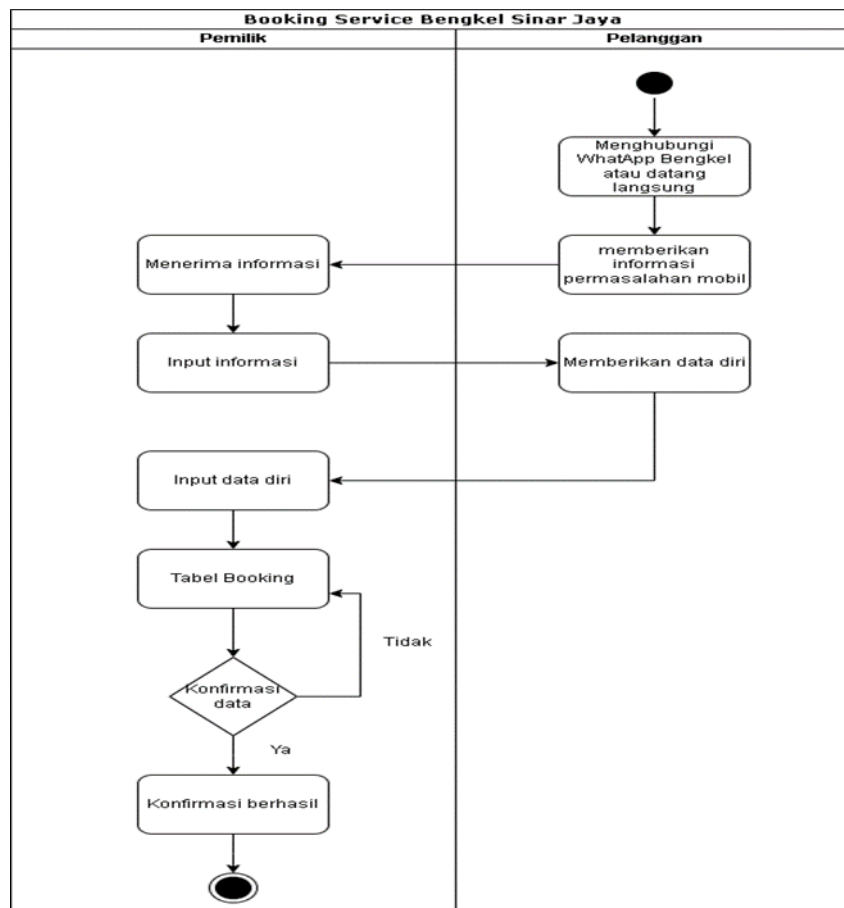 Booking Service Bengkel Sinar Jaya
Pemilik
Pelanggan
Menghubungi
WhatApp Bengkel
atau datang
langsung
memberikan
informasi
permasalahan mobil
Menerima informasi
Input informasi
Memberikan data diri
Input data diri
Tabel Booking
Tidak
Konfirmasi
data
Ya
Konfirmasi berhasil